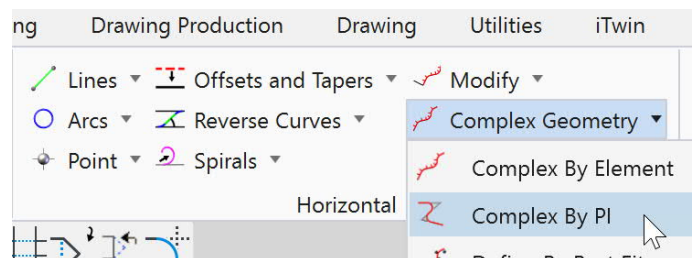 ng Drawing Production Drawing Utilities iTwin
Lines Offsets and Tapers Modify
Arcs Reverse Curves Complex Geometry
Point Spirals
Complex By Element
Horizontal
Complex By PI